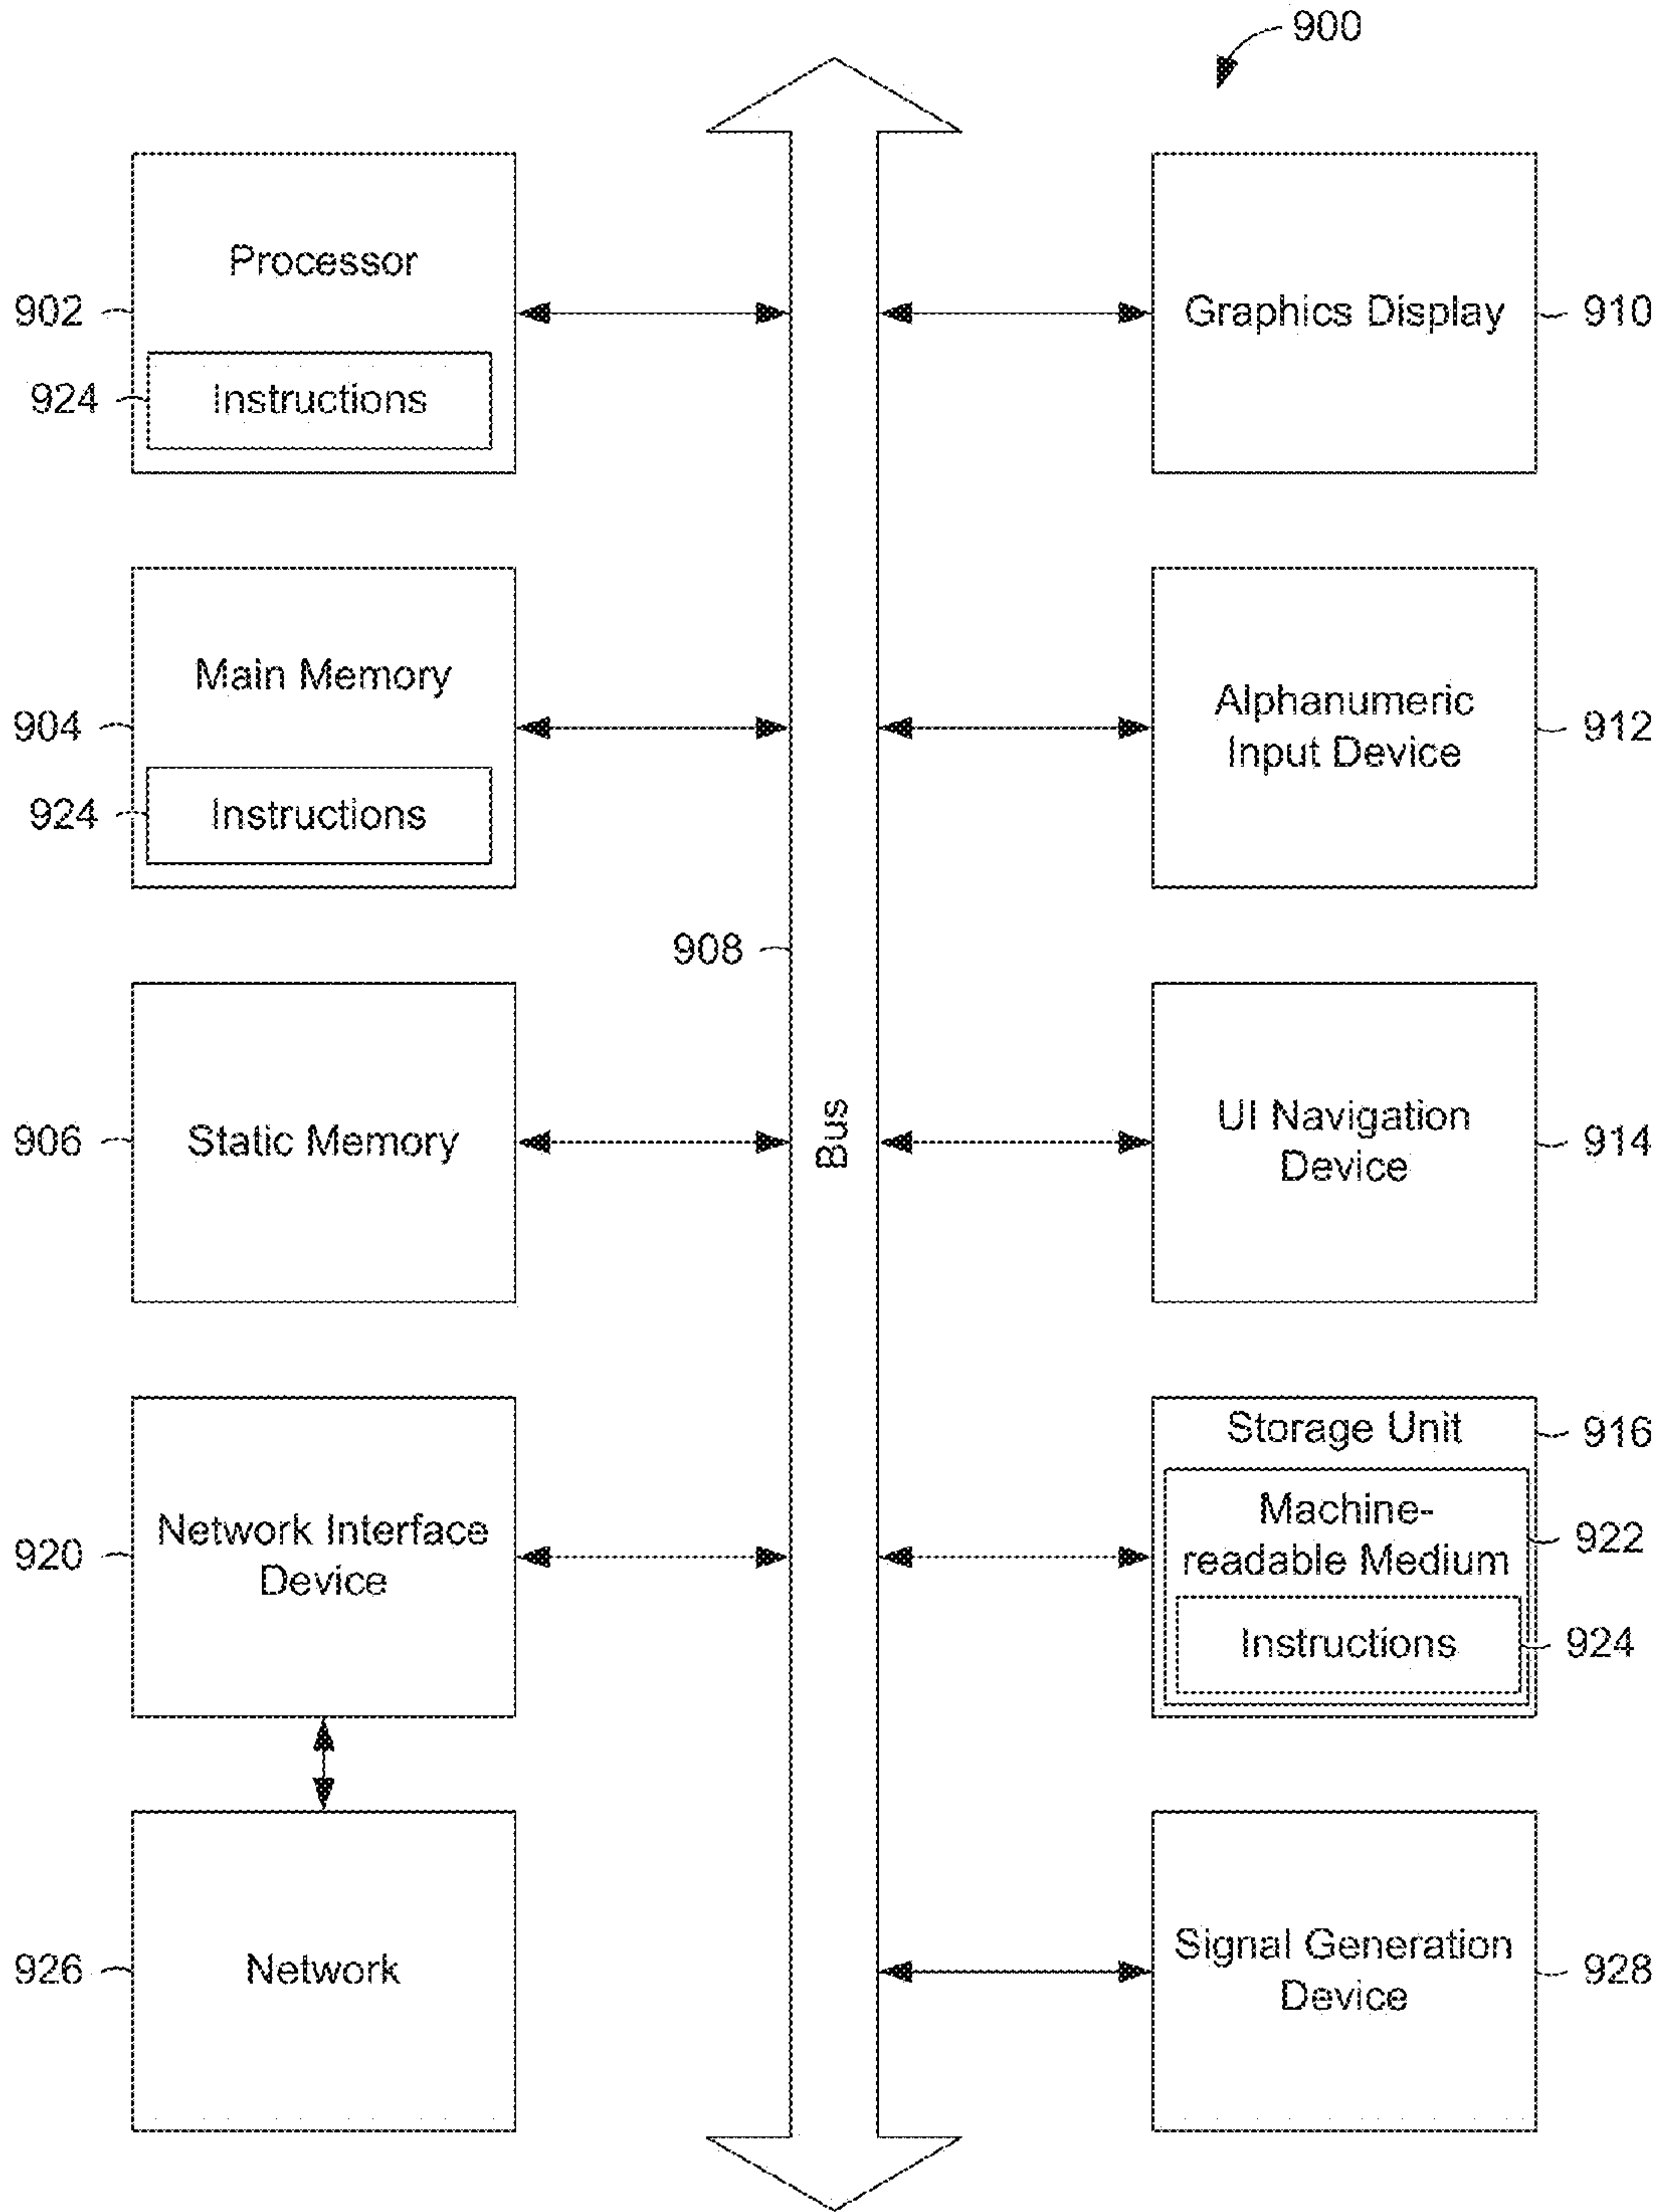 900
Processor
902
924
Instructions
Graphics Display
910
Main Memory
904
924
Instructions
Alphanumeric
Input Device
912
908
Bus
Static Memory
906
UI Navigation
Device
914
Network Interface
Device
920
Storage Unit
916
Machine-
readable Medium
922
Instructions
924
Network
926
Signal Generation
Device
928